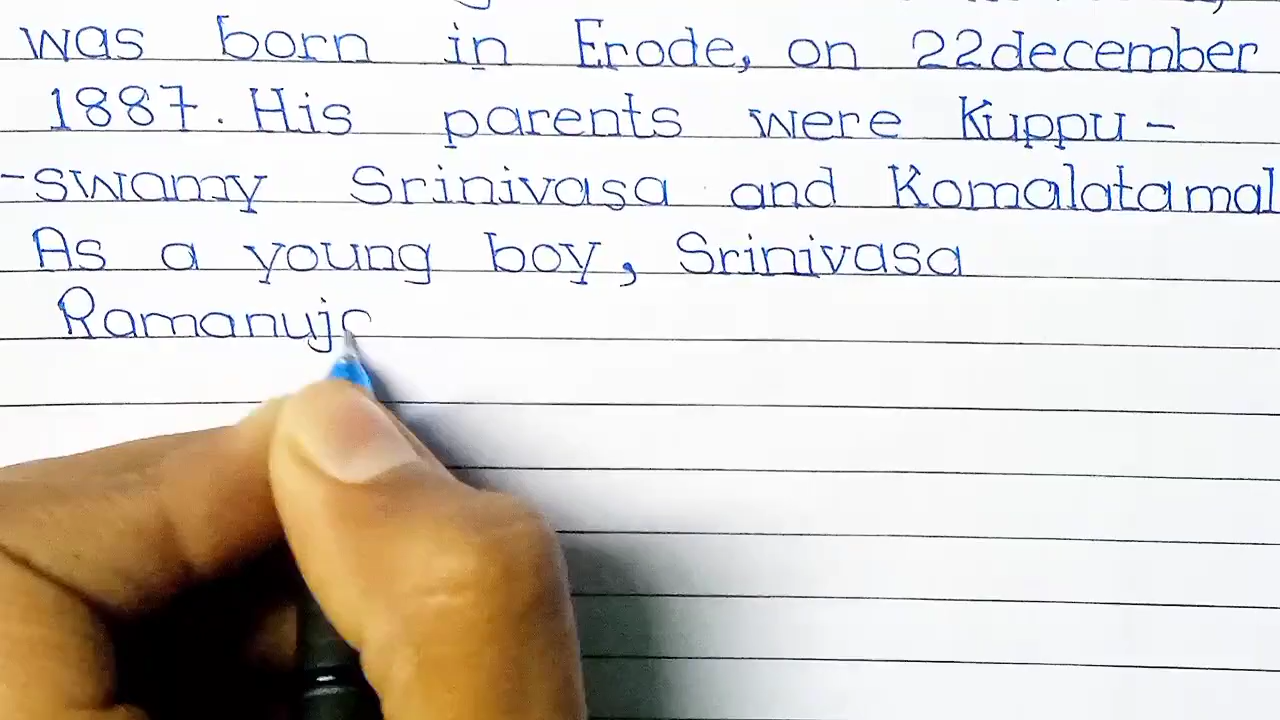 was born in Erode, on 22december
1887. His parents were Kuppu-
-swamy Srinivasa and Komalatamal
As a young boy, Srinivasa
Ramanuja